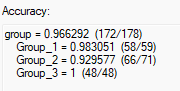 Accuracy:
group = 0.966292 (172/178)
Group_1 = 0.983051 (58/59)
Group_2 = 0.929577 (66/71)
Group_3 = 1 (48/48)